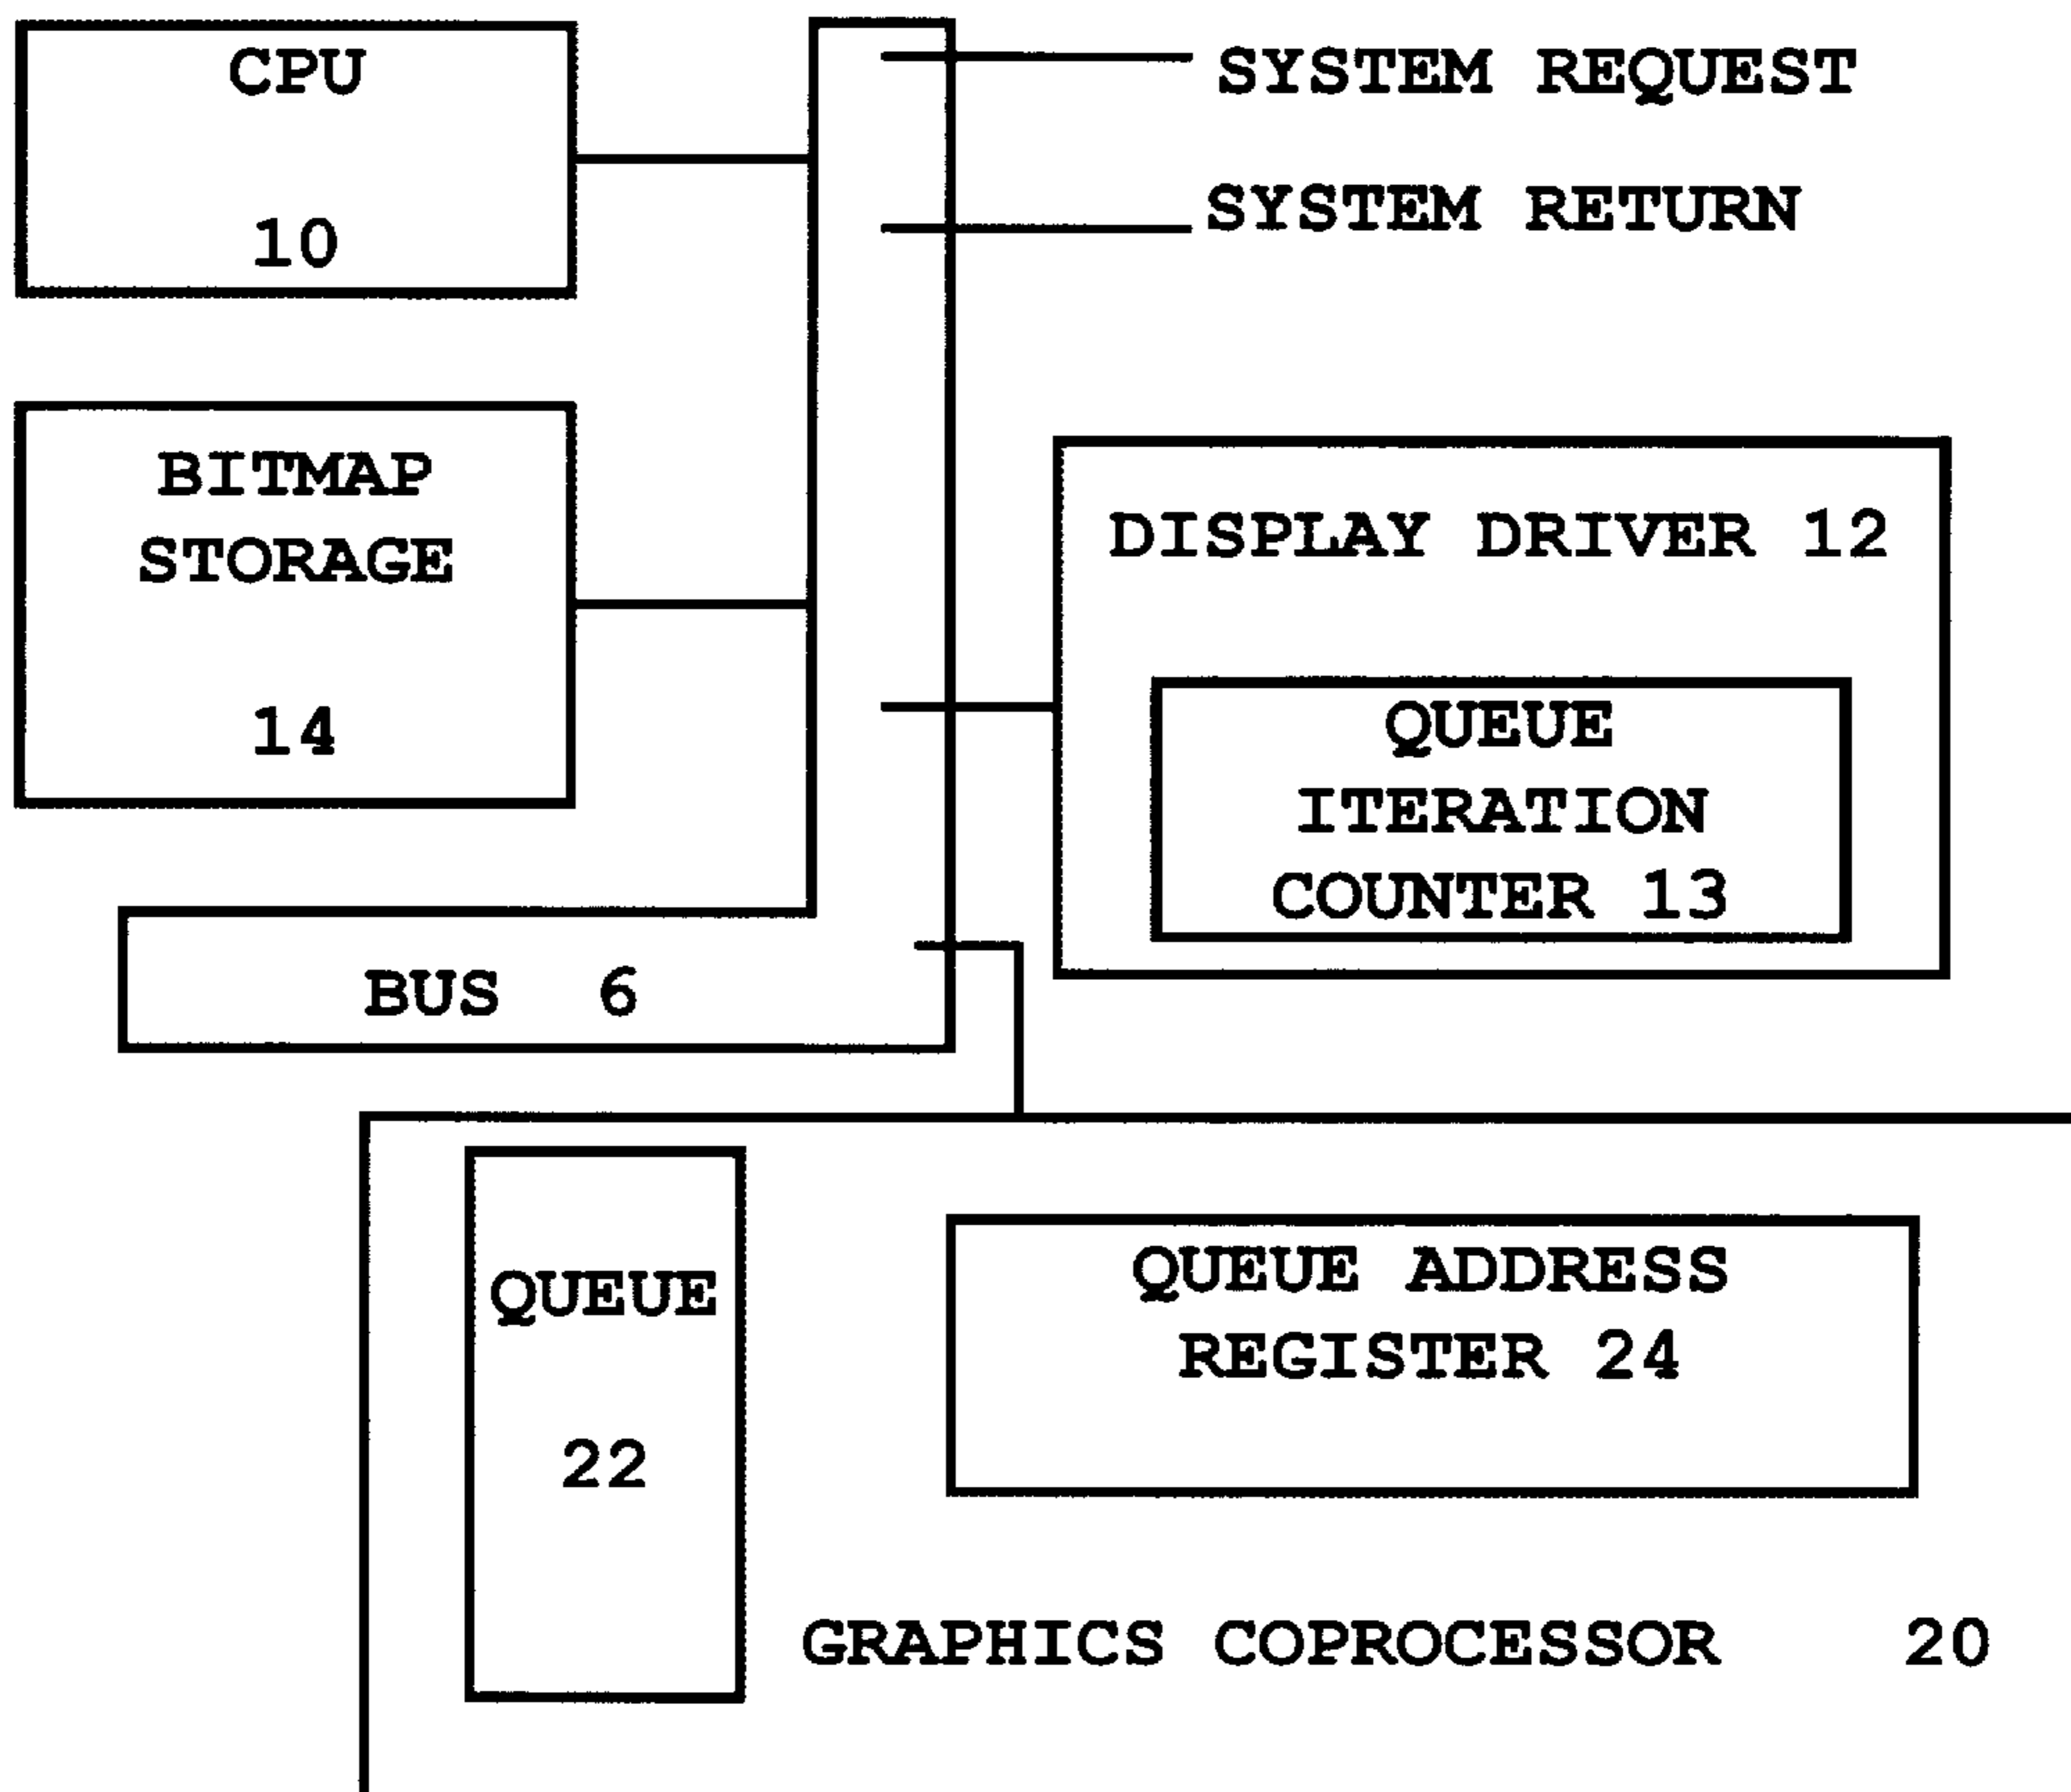 CPU
10
SYSTEM REQUEST
SYSTEM RETURN
BITMAP
STORAGE
14
DISPLAY DRIVER 12
QUEUE
ITERATION
COUNTER 13
BUS 6
QUEUE
22
QUEUE ADDRESS
REGISTER 24
GRAPHICS COPROCESSOR 20